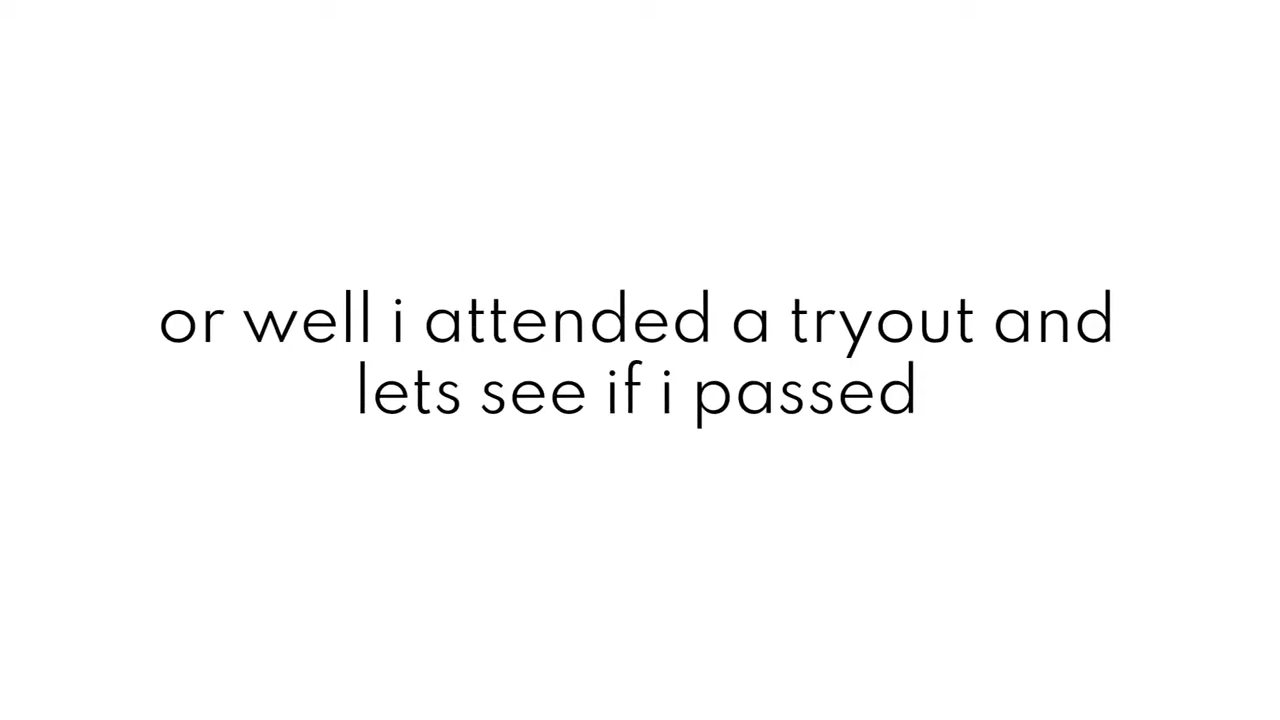 or well i attended a tryout and
lets see if i passed